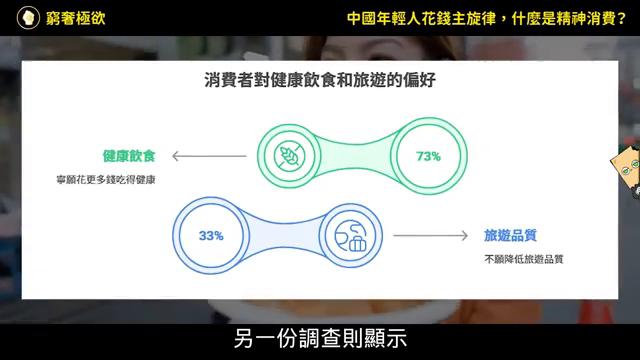 窮奢極欲
中國年輕人花錢主旋律，什麼是精神消費？
消費者對健康飲食和旅遊的偏好
健康飲食
寧願花更多錢吃得健康
73%
33%
旅遊品質
不願降低旅遊品質
另一份調查則顯示